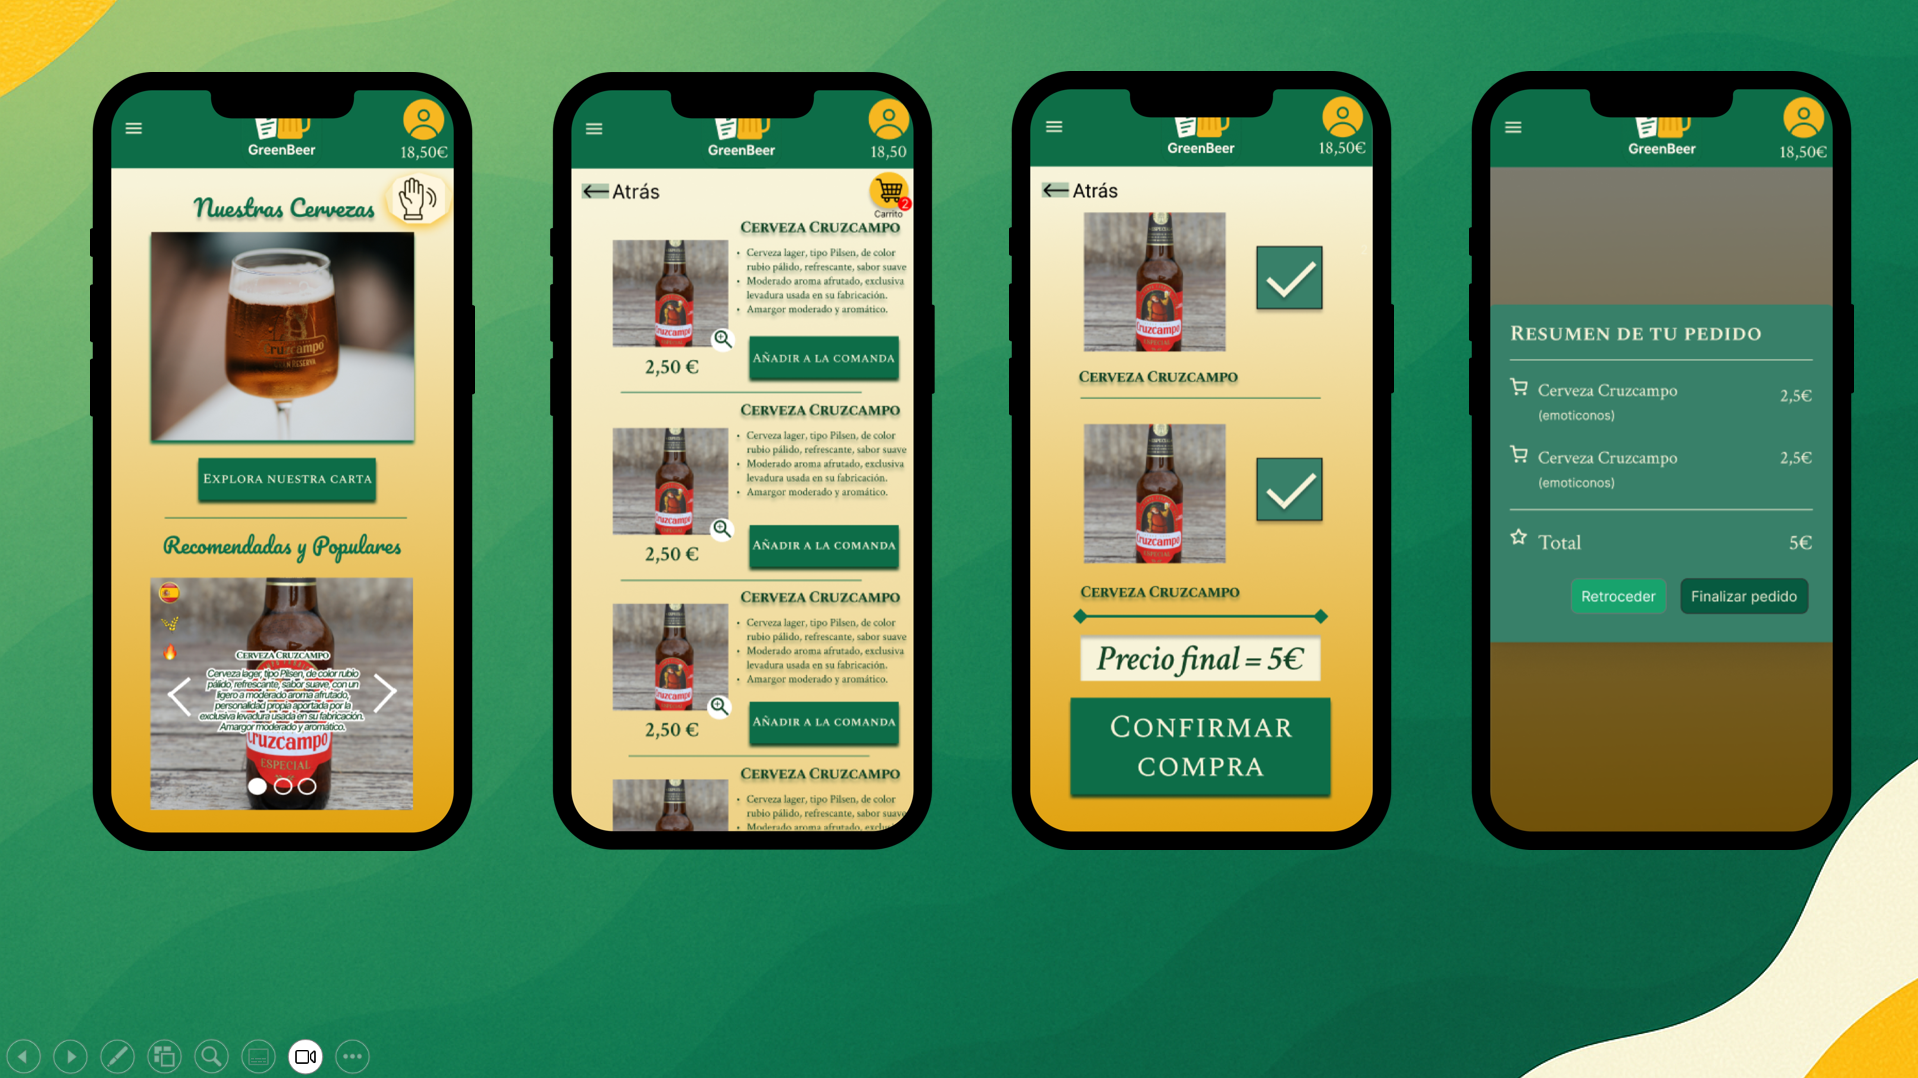 GreenBeer
18,50€
Nuestras Cervezas
Cruzcampo
GRAN RESERVA
EXPLORA NUESTRA CARTA
Recomendadas y Populares
CERVEZA CRUZCAMPO
Cerveza lager, tipo Pilsen, de color rubio
pálido, refrescante, sabor suave, con un
ligero a moderado aroma afrutado,
personalidad propia aportada por la
exclusiva levadura usada en su fabricación.
Amargor moderado y aromático.
Cruzcampo
ESPECIAL
GreenBeer
18,50
Atrás
2
Carrito
CERVEZA CRUZCAMPO
• Cerveza lager, tipo Pilsen, de color
rubio pálido, refrescante, sabor suave
• Moderado aroma afrutado, exclusiva
levadura usada en su fabricación.
• Amargor moderado y aromático.
Cruzcampo
2,50 €
AÑADIR A LA COMANDA
CERVEZA CRUZCAMPO
• Cerveza lager, tipo Pilsen, de color
rubio pálido, refrescante, sabor suave
• Moderado aroma afrutado, exclusiva
levadura usada en su fabricación.
• Amargor moderado y aromático.
Cruzcampo
2,50 €
AÑADIR A LA COMANDA
CERVEZA CRUZCAMPO
• Cerveza lager, tipo Pilsen, de color
rubio pálido, refrescante, sabor suave
• Moderado aroma afrutado, exclusiva
levadura usada en su fabricación.
• Amargor moderado y aromático.
Cruzcampo
2,50 €
AÑADIR A LA COMANDA
CERVEZA CRUZCAMPO
• Cerveza lager, tipo Pilsen, de color
rubio pálido, refrescante, sabor suave
• Moderado aroma afrutado,
GreenBeer
18,50€
Atrás
Cruzcampo
ESPECIAL
CERVEZA CRUZCAMPO
Cruzcampo
ESPECIAL
CERVEZA CRUZCAMPO
Precio final = 5€
CONFIRMAR
COMPRA
GreenBeer
18,50€
RESUMEN DE TU PEDIDO
Cerveza Cruzcampo 2,5€
(emoticonos)
Cerveza Cruzcampo 2,5€
(emoticonos)
Total 5€
Retroceder Finalizar pedido